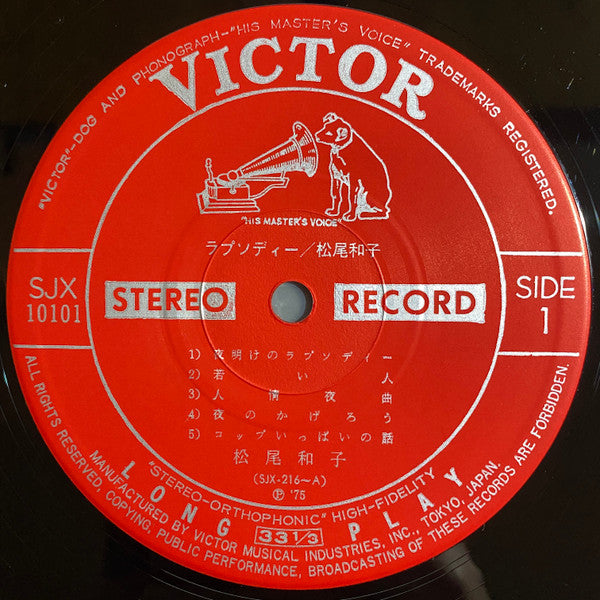 "VICTOR"-DOG AND PHONOGRAPH-"HIS MASTER'S VOICE" TRADEMARKS REGISTERED.
VICTOR
"HIS MASTER'S VOICE"
ラプソディー／松尾和子
SJX
10101
STEREO
RECORD
SIDE
1
1) 夜明けのラプソディー
2) 若い人
3) 人情夜曲
4) 夜のかげろう
5) コップいっぱいの話
松尾和子
(SJX-216~A)
Ⓟ '75
"STEREO-ORTHOPHONIC" HIGH-FIDELITY
LONG 33 1/3 PLAY
MANUFACTURED BY VICTOR MUSICAL INDUSTRIES, INC., TOKYO, JAPAN.
ALL RIGHTS RESERVED, COPYING, PUBLIC PERFORMANCE, BROADCASTING OF THESE RECORDS ARE FORBIDDEN.